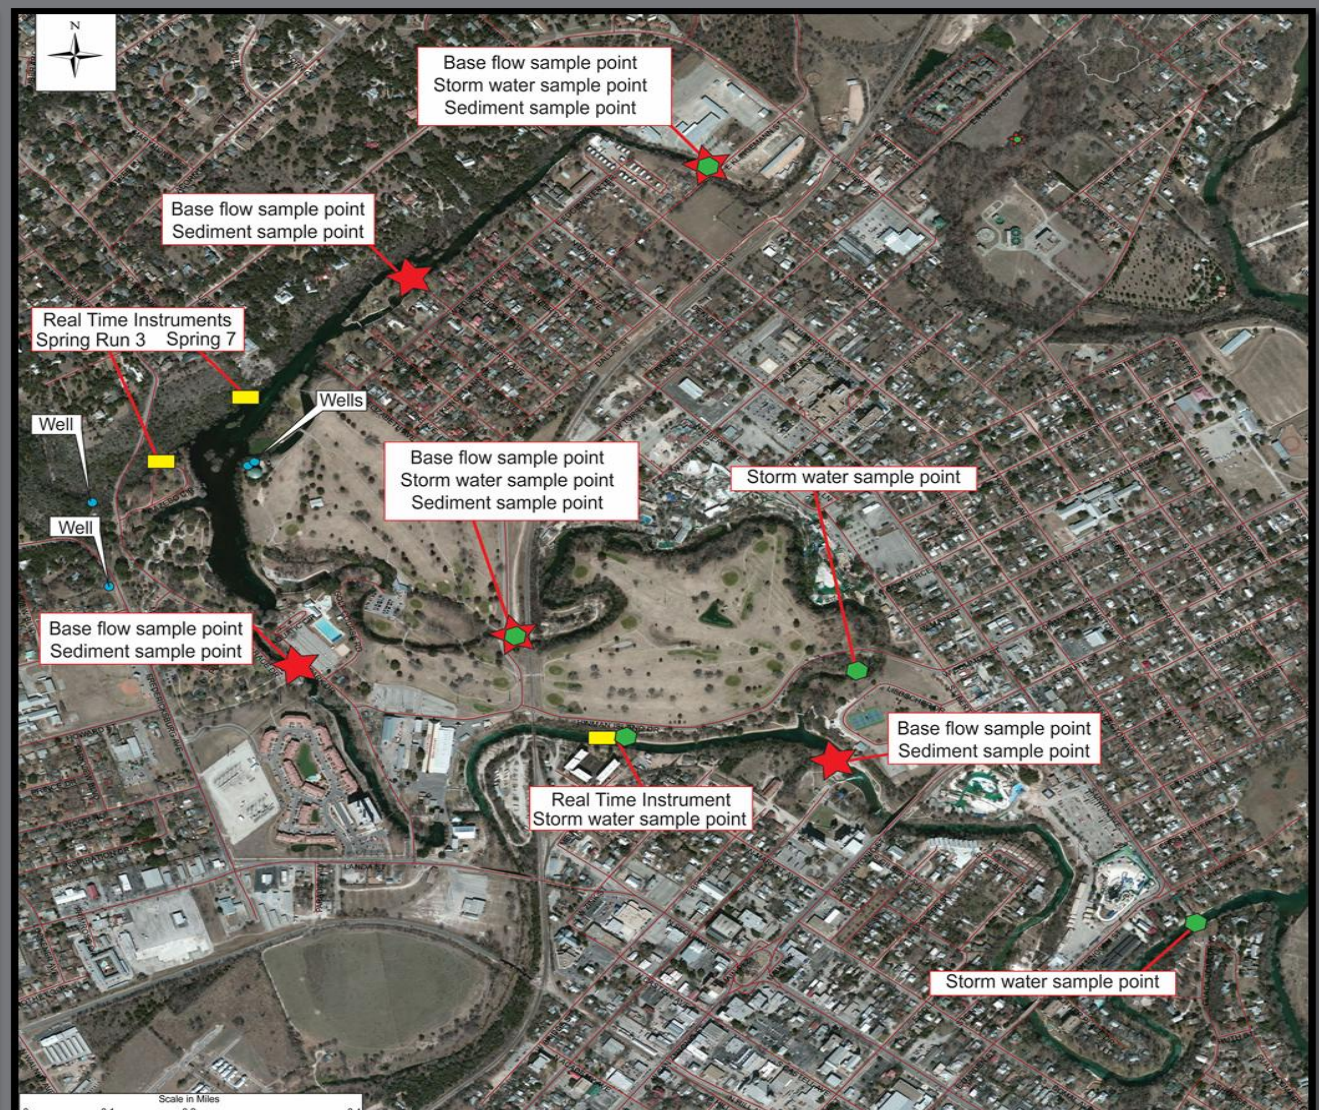 N
Base flow sample point
Storm water sample point
Sediment sample point
Base flow sample point
Sediment sample point
Real Time Instruments
Spring Run 3 Spring 7
Wells
Well
Well
Base flow sample point
Storm water sample point
Sediment sample point
Storm water sample point
Base flow sample point
Sediment sample point
Base flow sample point
Sediment sample point
Real Time Instrument
Storm water sample point
LANDA ST
Storm water sample point
Scale in Miles